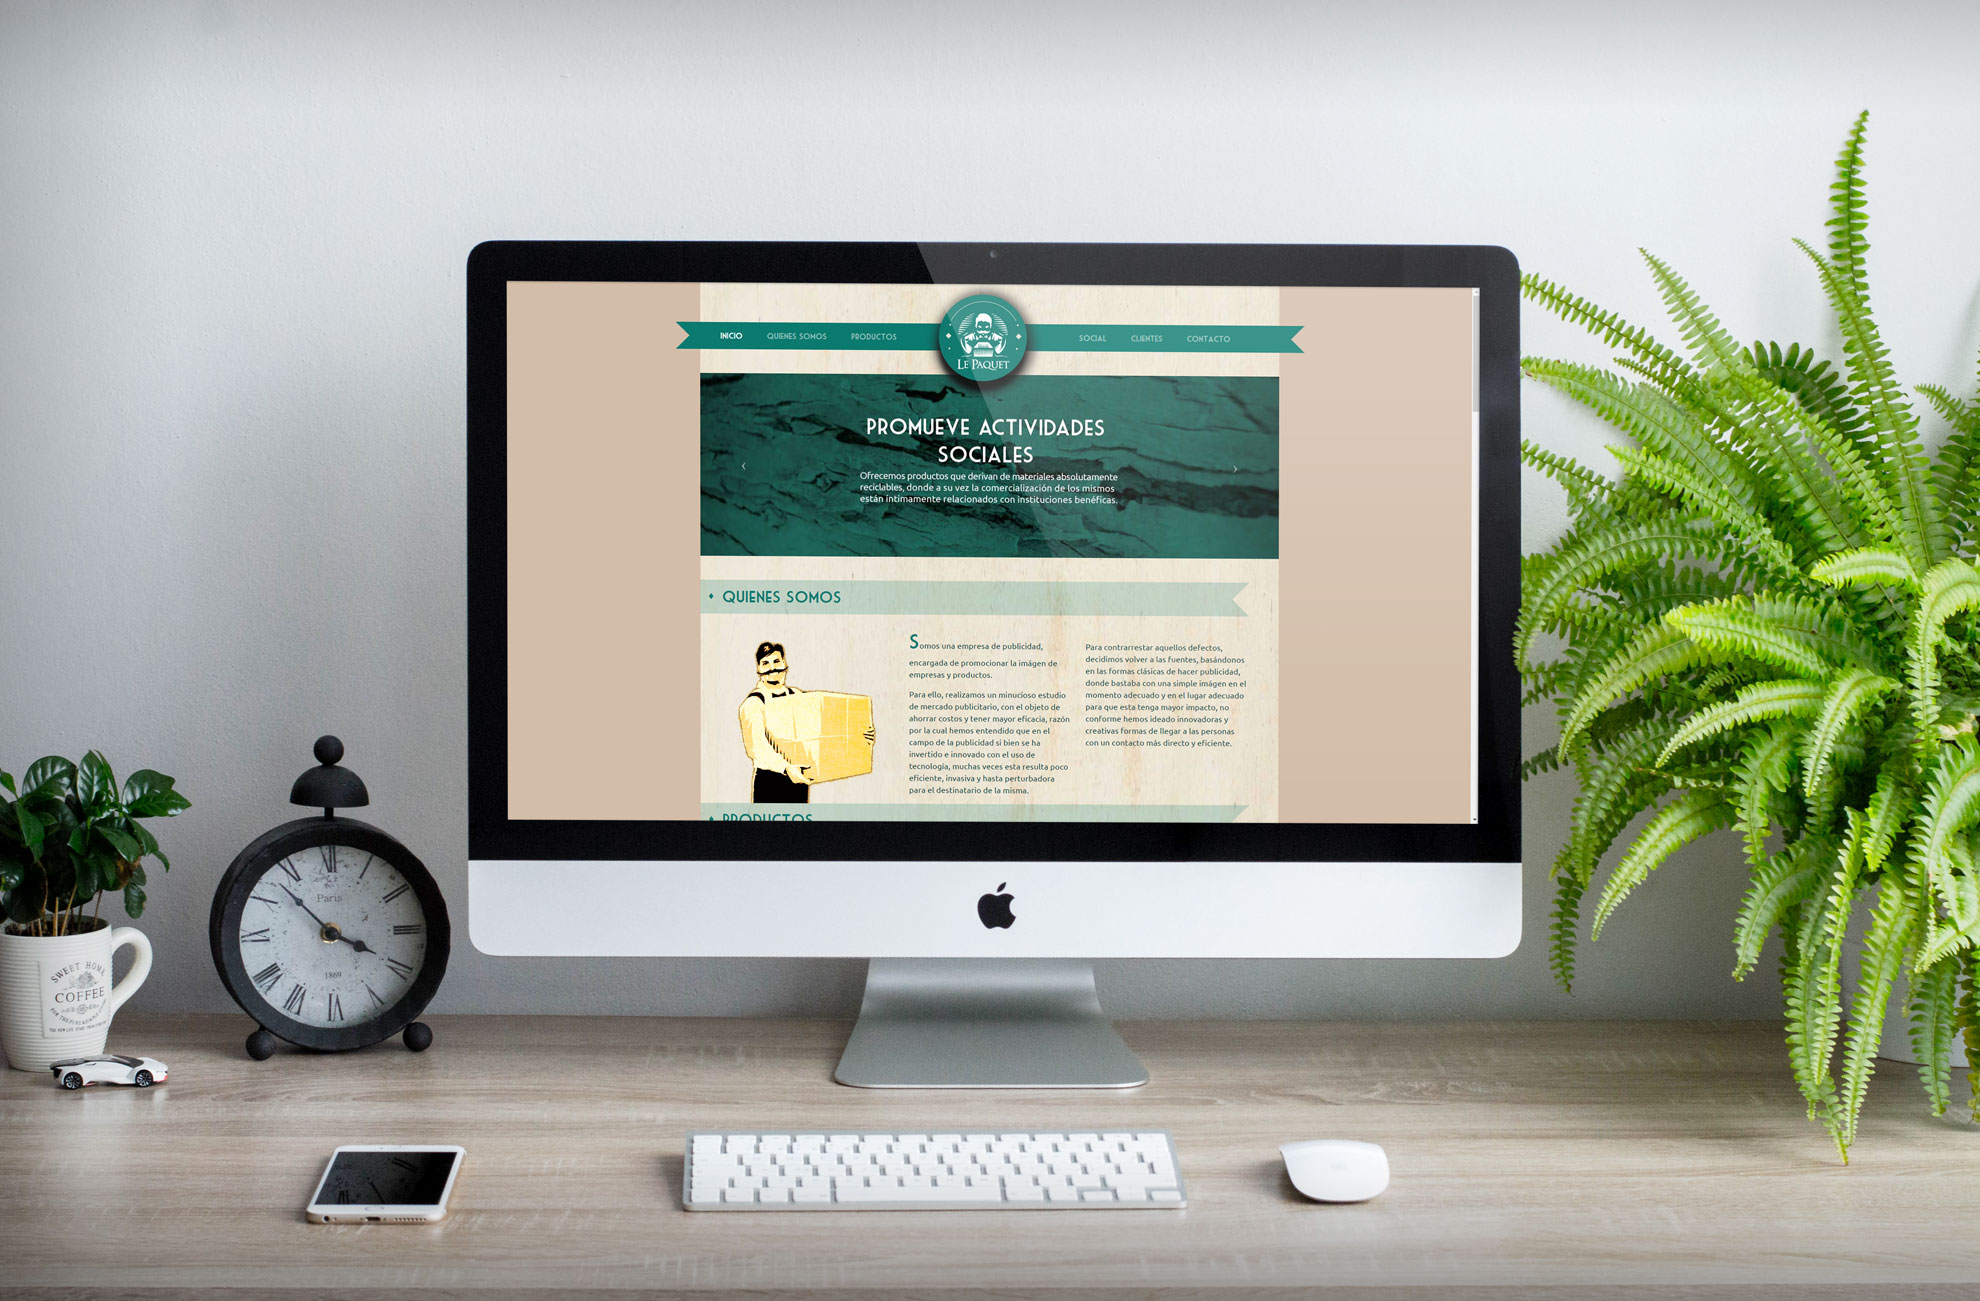 INICIO QUIENES SOMOS PRODUCTOS
LE PAQUET
SOCIAL CLIENTES CONTACTO
PROMUEVE ACTIVIDADES
SOCIALES
Ofrecemos productos que derivan de materiales absolutamente
reciclables, donde a su vez la comercialización de los mismos
están íntimamente relacionados con instituciones benéficas.
QUIENES SOMOS
Somos una empresa de publicidad,
encargada de promocionar la imágen de
empresas y productos.
Para ello, realizamos un minucioso estudio
de mercado publicitario, con el objeto de
ahorrar costos y tener mayor eficacia, razón
por la cual hemos entendido que en el
campo de la publicidad si bien se ha
invertido e innovado con el uso de
tecnología, muchas veces esta resulta poco
eficiente, invasiva y hasta perturbadora
para el destinatario de la misma.
Para contrarrestar aquellos defectos,
decidimos volver a las fuentes, basándonos
en las formas clásicas de hacer publicidad,
donde bastaba con una simple imágen en el
momento adecuado y en el lugar adecuado
para que esta tenga mayor impacto, no
conforme hemos ideado innovadoras y
creativas formas de llegar a las personas
con un contacto más directo y eficiente.
PRODUCTOS
Paris
1869
SWEET HOME
COFFEE